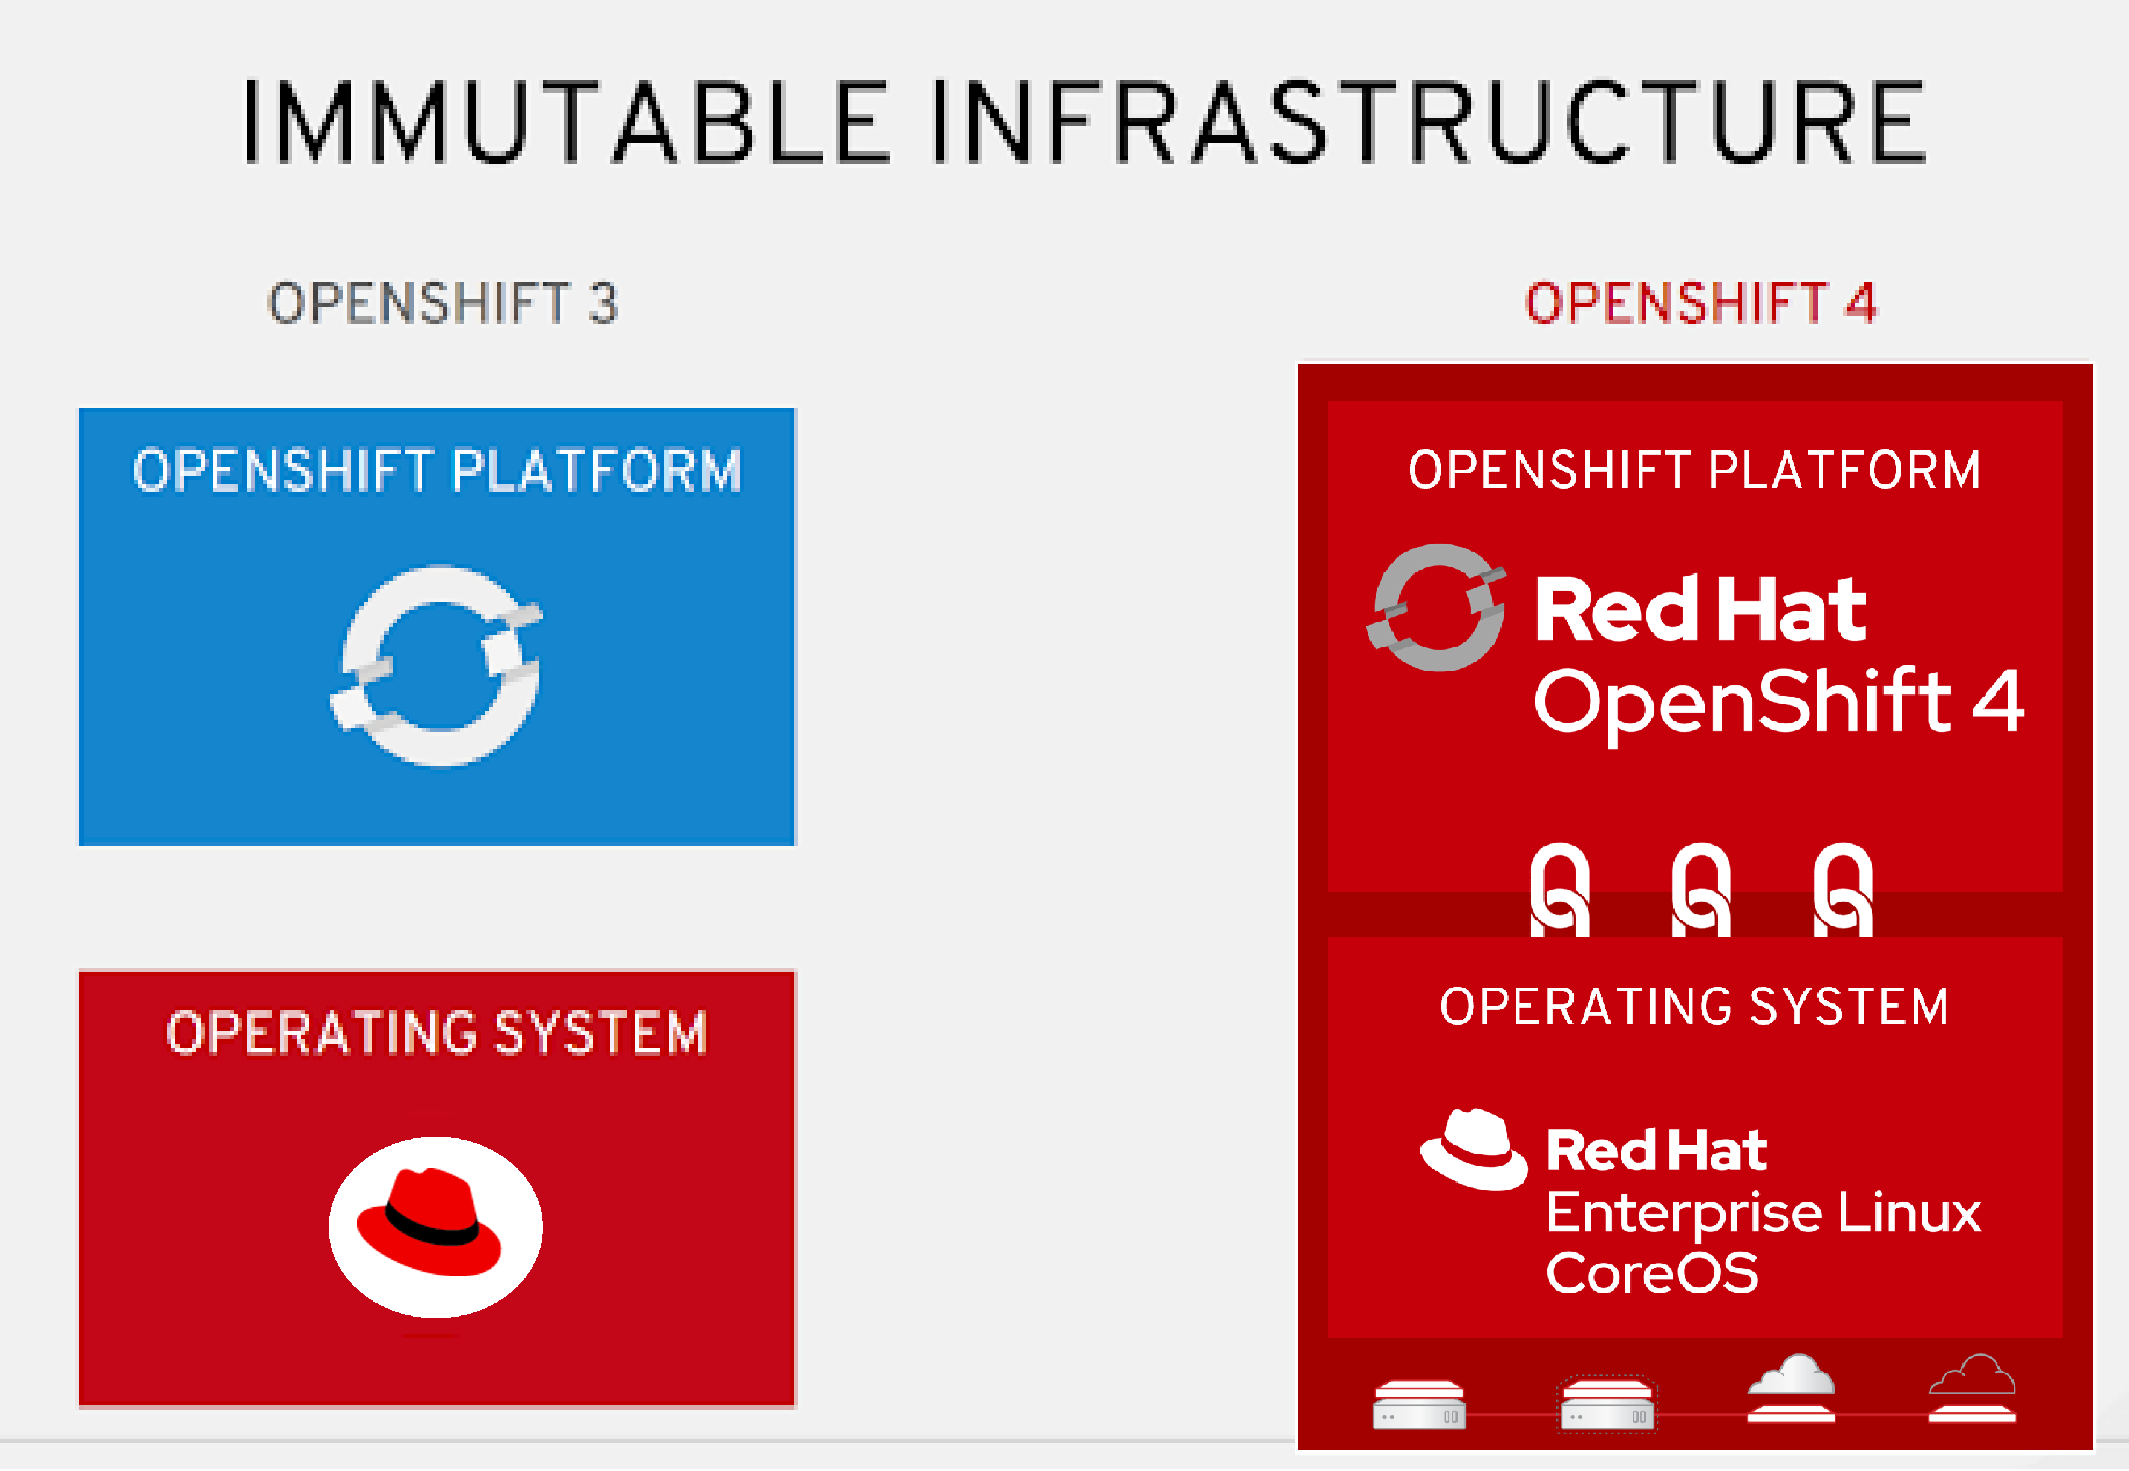 IMMUTABLE INFRASTRUCTURE
OPENSHIFT 3
OPENSHIFT PLATFORM
OPERATING SYSTEM
OPENSHIFT 4
OPENSHIFT PLATFORM
Red Hat
OpenShift 4
OPERATING SYSTEM
Red Hat
Enterprise Linux
CoreOS